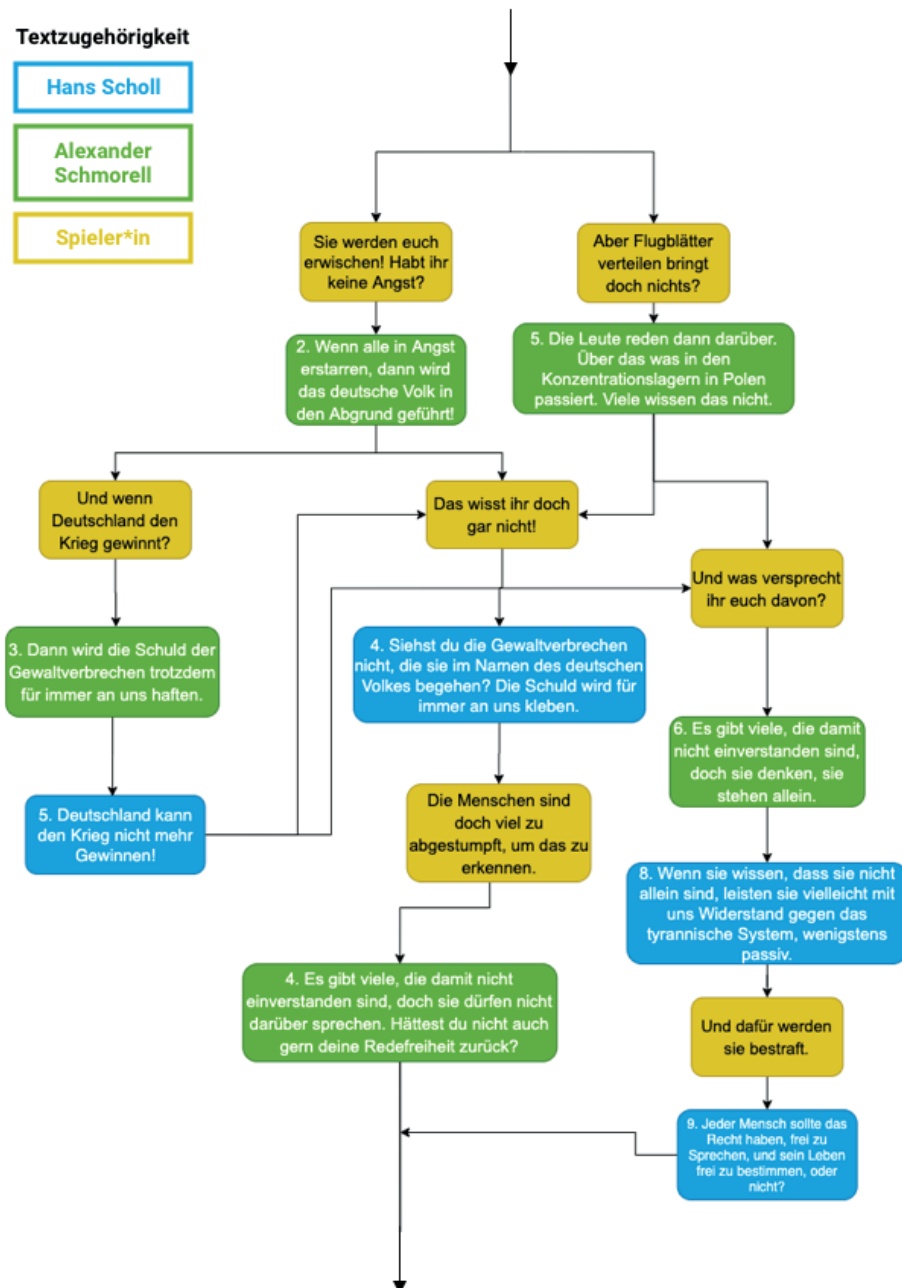 Textzugehörigkeit
Hans Scholl
Alexander
Schmorell
Spieler*in
Sie werden euch
erwischen! Habt ihr
keine Angst?
Aber Flugblätter
verteilen bringt
doch nichts?
2. Wenn alle in Angst
erstarren, dann wird
das deutsche Volk in
den Abgrund geführt!
5. Die Leute reden dann darüber.
Über das was in den
Konzentrationslagern in Polen
passiert. Viele wissen das nicht.
Und wenn
Deutschland den
Krieg gewinnt?
Das wisst ihr doch
gar nicht!
Und was versprecht
ihr euch davon?
3. Dann wird die Schuld der
Gewaltverbrechen trotzdem
für immer an uns haften.
4. Siehst du die Gewaltverbrechen
nicht, die sie im Namen des deutschen
Volkes begehen? Die Schuld wird für
immer an uns kleben.
6. Es gibt viele, die damit
nicht einverstanden sind,
doch sie denken, sie
stehen allein.
5. Deutschland kann
den Krieg nicht mehr
Gewinnen!
Die Menschen sind
doch viel zu
abgestumpft, um das zu
erkennen.
8. Wenn sie wissen, dass sie nicht
allein sind, leisten sie vielleicht mit
uns Widerstand gegen das
tyrannische System, wenigstens
passiv.
4. Es gibt viele, die damit nicht
einverstanden sind, doch sie dürfen nicht
darüber sprechen. Hättest du nicht auch
gern deine Redefreiheit zurück?
Und dafür werden
sie bestraft.
9. Jeder Mensch sollte das
Recht haben, frei zu
Sprechen, und sein Leben
frei zu bestimmen, oder
nicht?